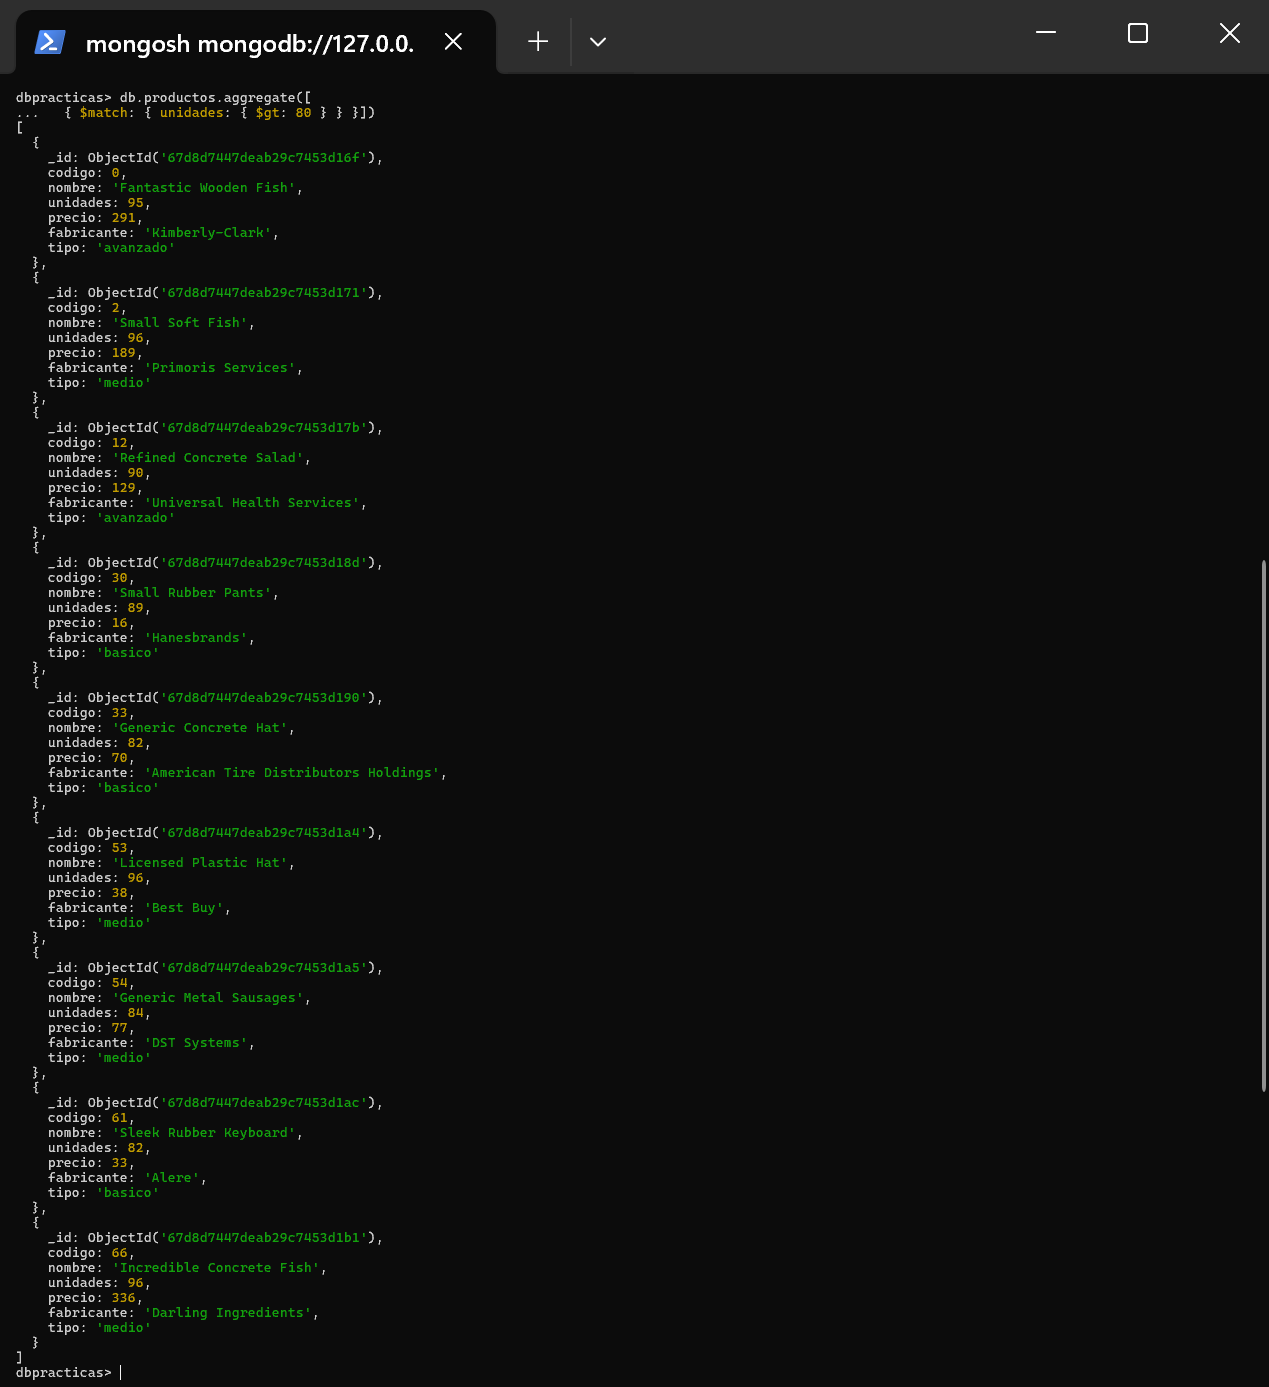 mongosh mongodb://127.0.0.
dbpracticas> db.productos.aggregate([
...   { $match: { unidades: { $gt: 80 } } }])
[
  {
    _id: ObjectId('67d8d7447deab29c7453d16f'),
    codigo: 0,
    nombre: 'Fantastic Wooden Fish',
    unidades: 95,
    precio: 291,
    fabricante: 'Kimberly-Clark',
    tipo: 'avanzado'
  },
  {
    _id: ObjectId('67d8d7447deab29c7453d171'),
    codigo: 2,
    nombre: 'Small Soft Fish',
    unidades: 96,
    precio: 189,
    fabricante: 'Primoris Services',
    tipo: 'medio'
  },
  {
    _id: ObjectId('67d8d7447deab29c7453d17b'),
    codigo: 12,
    nombre: 'Refined Concrete Salad',
    unidades: 90,
    precio: 129,
    fabricante: 'Universal Health Services',
    tipo: 'avanzado'
  },
  {
    _id: ObjectId('67d8d7447deab29c7453d18d'),
    codigo: 30,
    nombre: 'Small Rubber Pants',
    unidades: 89,
    precio: 16,
    fabricante: 'Hanesbrands',
    tipo: 'basico'
  },
  {
    _id: ObjectId('67d8d7447deab29c7453d190'),
    codigo: 33,
    nombre: 'Generic Concrete Hat',
    unidades: 82,
    precio: 70,
    fabricante: 'American Tire Distributors Holdings',
    tipo: 'basico'
  },
  {
    _id: ObjectId('67d8d7447deab29c7453d1a4'),
    codigo: 53,
    nombre: 'Licensed Plastic Hat',
    unidades: 96,
    precio: 38,
    fabricante: 'Best Buy',
    tipo: 'medio'
  },
  {
    _id: ObjectId('67d8d7447deab29c7453d1a5'),
    codigo: 54,
    nombre: 'Generic Metal Sausages',
    unidades: 84,
    precio: 77,
    fabricante: 'DST Systems',
    tipo: 'medio'
  },
  {
    _id: ObjectId('67d8d7447deab29c7453d1ac'),
    codigo: 61,
    nombre: 'Sleek Rubber Keyboard',
    unidades: 82,
    precio: 33,
    fabricante: 'Alere',
    tipo: 'basico'
  },
  {
    _id: ObjectId('67d8d7447deab29c7453d1b1'),
    codigo: 66,
    nombre: 'Incredible Concrete Fish',
    unidades: 96,
    precio: 336,
    fabricante: 'Darling Ingredients',
    tipo: 'medio'
  }
]
dbpracticas>